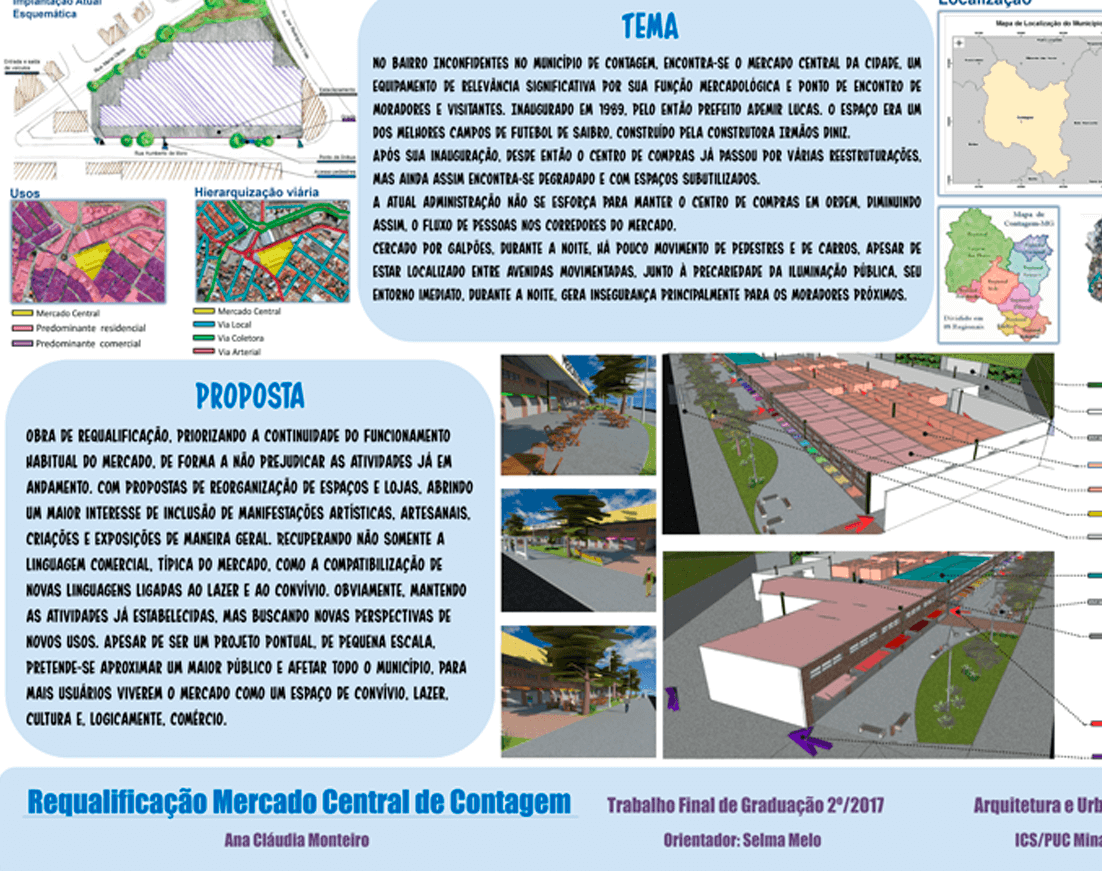 Implantação Atual
Esquemática
Localização
TEMA
NO BAIRRO INCONFIDENTES NO MUNICÍPIO DE CONTAGEM, ENCONTRA-SE O MERCADO CENTRAL DA CIDADE, UM
EQUIPAMENTO DE RELEVÂNCIA SIGNIFICATIVA POR SUA FUNÇÃO MERCADOLÓGICA E PONTO DE ENCONTRO DE
MORADORES E VISITANTES. INAUGURADO EM 1989, PELO ENTÃO PREFEITO ADEMIR LUCAS. O ESPAÇO ERA UM
DOS MELHORES CAMPOS DE FUTEBOL DE SAIBRO, CONSTRUÍDO PELA CONSTRUTORA IRMÃOS DINIZ.
APÓS SUA INAUGURAÇÃO, DESDE ENTÃO O CENTRO DE COMPRAS JÁ PASSOU POR VÁRIAS REESTRUTURAÇÕES,
MAS AINDA ASSIM ENCONTRA-SE DEGRADADO E COM ESPAÇOS SUBUTILIZADOS.
A ATUAL ADMINISTRAÇÃO NÃO SE ESFORÇA PARA MANTER O CENTRO DE COMPRAS EM ORDEM, DIMINUINDO
ASSIM, O FLUXO DE PESSOAS NOS CORREDORES DO MERCADO.
CERCADO POR GALPÕES, DURANTE A NOITE, HÁ POUCO MOVIMENTO DE PEDESTRES E DE CARROS, APESAR DE
ESTAR LOCALIZADO ENTRE AVENIDAS MOVIMENTADAS, JUNTO À PRECARIEDADE DA ILUMINAÇÃO PÚBLICA, SEU
ENTORNO IMEDIATO, DURANTE A NOITE, GERA INSEGURANÇA PRINCIPALMENTE PARA OS MORADORES PRÓXIMOS.
Mapa de Localização do Município
Entrada e saída
de veículos
Estacionamento
Rua Humberto de Moro
Ponto de ônibus
Acesso pedestres
Usos
Mercado Central
Predominante residencial
Predominante comercial
Hierarquização viária
Mercado Central
Via Local
Via Coletora
Via Arterial
Mapa de
Contagem-MG
Dividido em
08 Regionais
PROPOSTA
OBRA DE REQUALIFICAÇÃO, PRIORIZANDO A CONTINUIDADE DO FUNCIONAMENTO
HABITUAL DO MERCADO, DE FORMA A NÃO PREJUDICAR AS ATIVIDADES JÁ EM
ANDAMENTO. COM PROPOSTAS DE REORGANIZAÇÃO DE ESPAÇOS E LOJAS, ABRINDO
UM MAIOR INTERESSE DE INCLUSÃO DE MANIFESTAÇÕES ARTÍSTICAS, ARTESANAIS,
CRIAÇÕES E EXPOSIÇÕES DE MANEIRA GERAL. RECUPERANDO NÃO SOMENTE A
LINGUAGEM COMERCIAL, TÍPICA DO MERCADO, COMO A COMPATIBILIZAÇÃO DE
NOVAS LINGUAGENS LIGADAS AO LAZER E AO CONVÍVIO. OBVIAMENTE, MANTENDO
AS ATIVIDADES JÁ ESTABELECIDAS, MAS BUSCANDO NOVAS PERSPECTIVAS DE
NOVOS USOS. APESAR DE SER UM PROJETO PONTUAL, DE PEQUENA ESCALA,
PRETENDE-SE APROXIMAR UM MAIOR PÚBLICO E AFETAR TODO O MUNICÍPIO, PARA
MAIS USUÁRIOS VIVEREM O MERCADO COMO UM ESPAÇO DE CONVÍVIO, LAZER,
CULTURA E, LOGICAMENTE, COMÉRCIO.
Requalificação Mercado Central de Contagem
Ana Cláudia Monteiro
Trabalho Final de Graduação 2º/2017
Orientador: Selma Melo
Arquitetura e Urb
ICS/PUC Mina